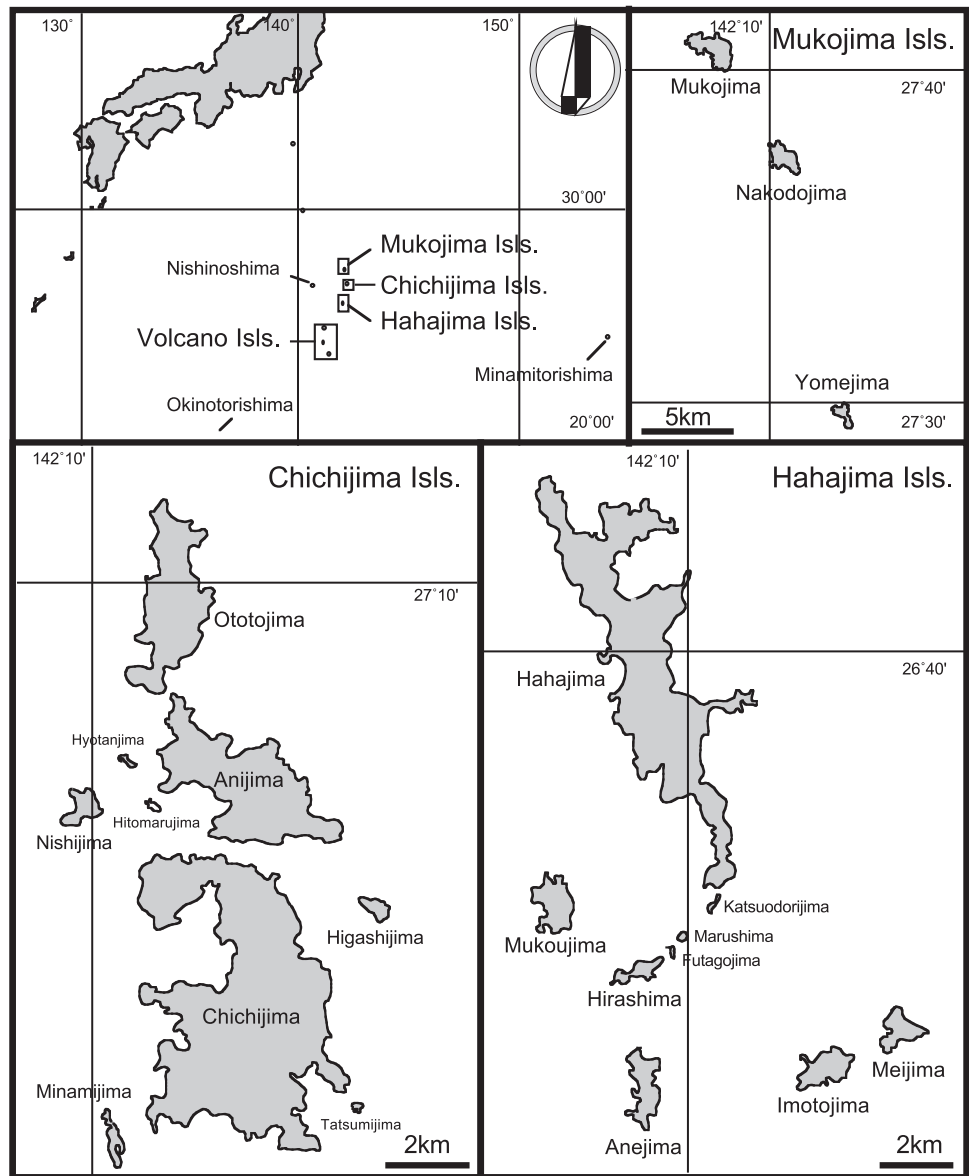 130˚
140˚
150˚
30˚00'
Mukojima Isls.
Nishinoshima
Chichijima Isls.
Hahajima Isls.
Volcano Isls.
Minamitorishima
Okinotorishima
20˚00'
142˚10'
Mukojima Isls.
Mukojima
27˚40'
Nakodojima
Yomejima
5km
27˚30'
142˚10'
Chichijima Isls.
27˚10'
Ototojima
Hyotanjima
Anijima
Hitomarujima
Nishijima
Higashijima
Chichijima
Minamijima
Tatsumijima
2km
142˚10'
Hahajima Isls.
Hahajima
26˚40'
Katsuodorijima
Mukoujima
Marushima
Futagojima
Hirashima
Meijima
Imotojima
Anejima
2km